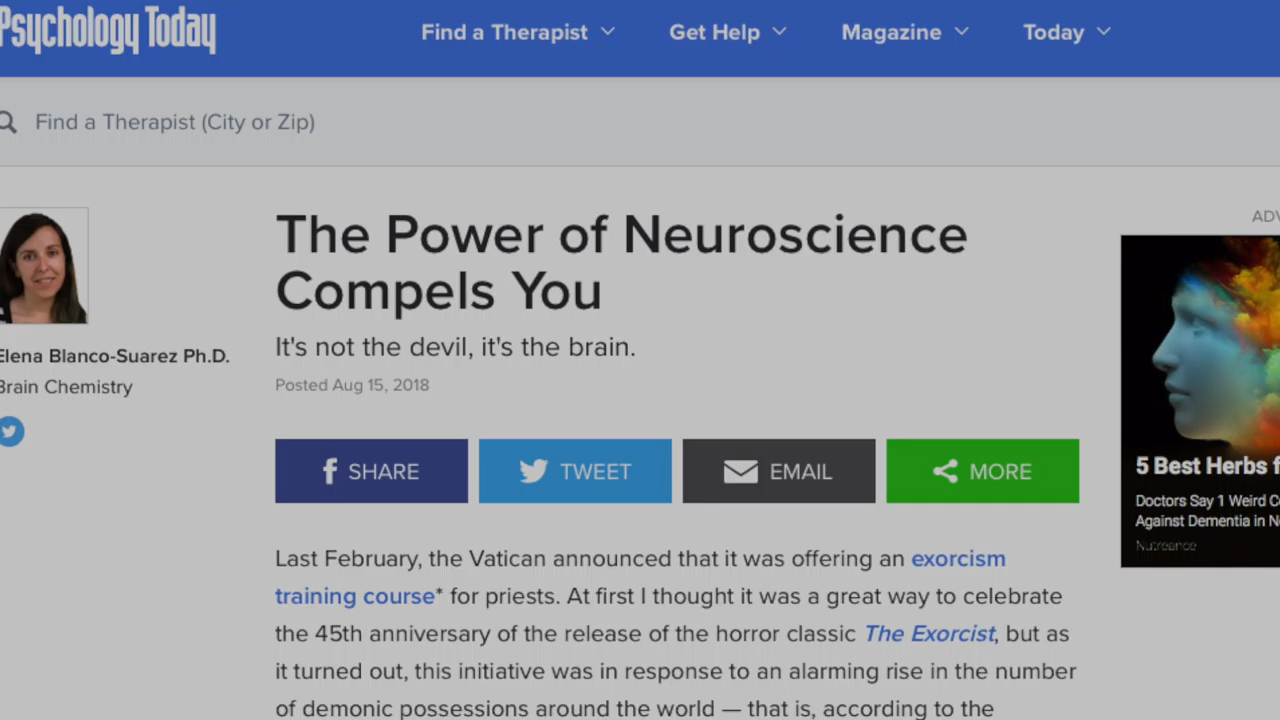 Psychology Today
Find a Therapist
Get Help
Magazine
Today
Find a Therapist (City or Zip)
Elena Blanco-Suarez Ph.D.
Brain Chemistry
The Power of Neuroscience
Compels You
It's not the devil, it's the brain.
Posted Aug 15, 2018
SHARE
TWEET
EMAIL
MORE
Last February, the Vatican announced that it was offering an exorcism
training course* for priests. At first I thought it was a great way to celebrate
the 45th anniversary of the release of the horror classic The Exorcist, but as
it turned out, this initiative was in response to an alarming rise in the number
of demonic possessions around the world — that is, according to the
ADV
5 Best Herbs f
Doctors Say 1 Weird C
Against Dementia in N
Nutreance